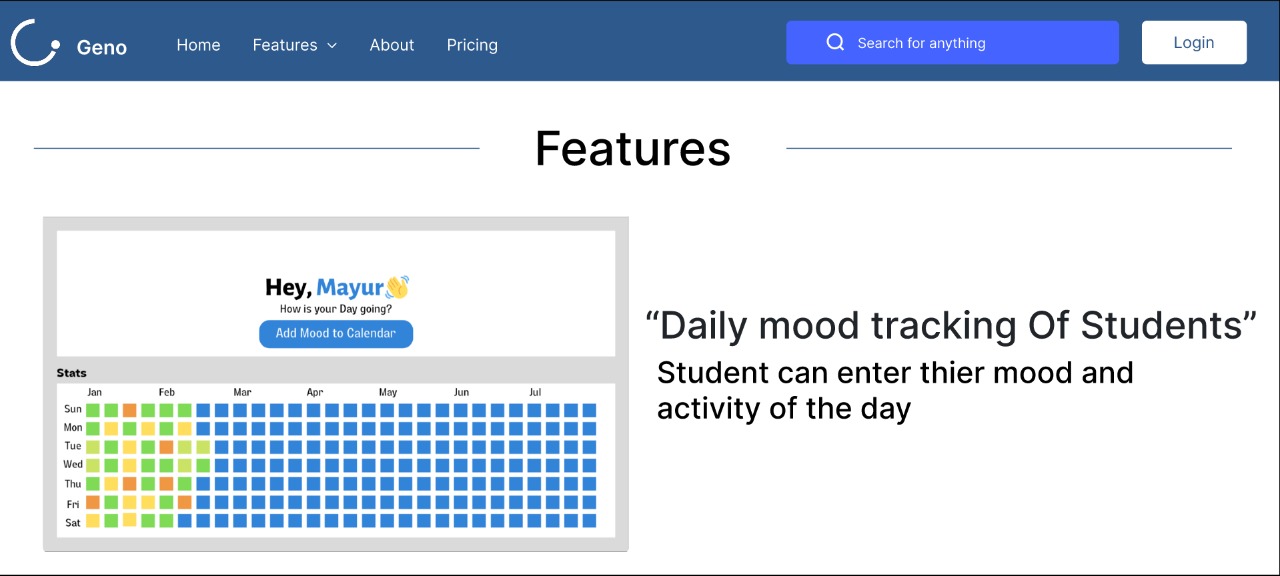 Geno Home Features About Pricing Search for anything Login
Features
Hey, Mayur👋
How is your Day going?
Add Mood to Calendar
Stats
Jan Feb Mar Apr May Jun Jul
Sun
Mon
Tue
Wed
Thu
Fri
Sat
“Daily mood tracking Of Students”
Student can enter thier mood and
activity of the day